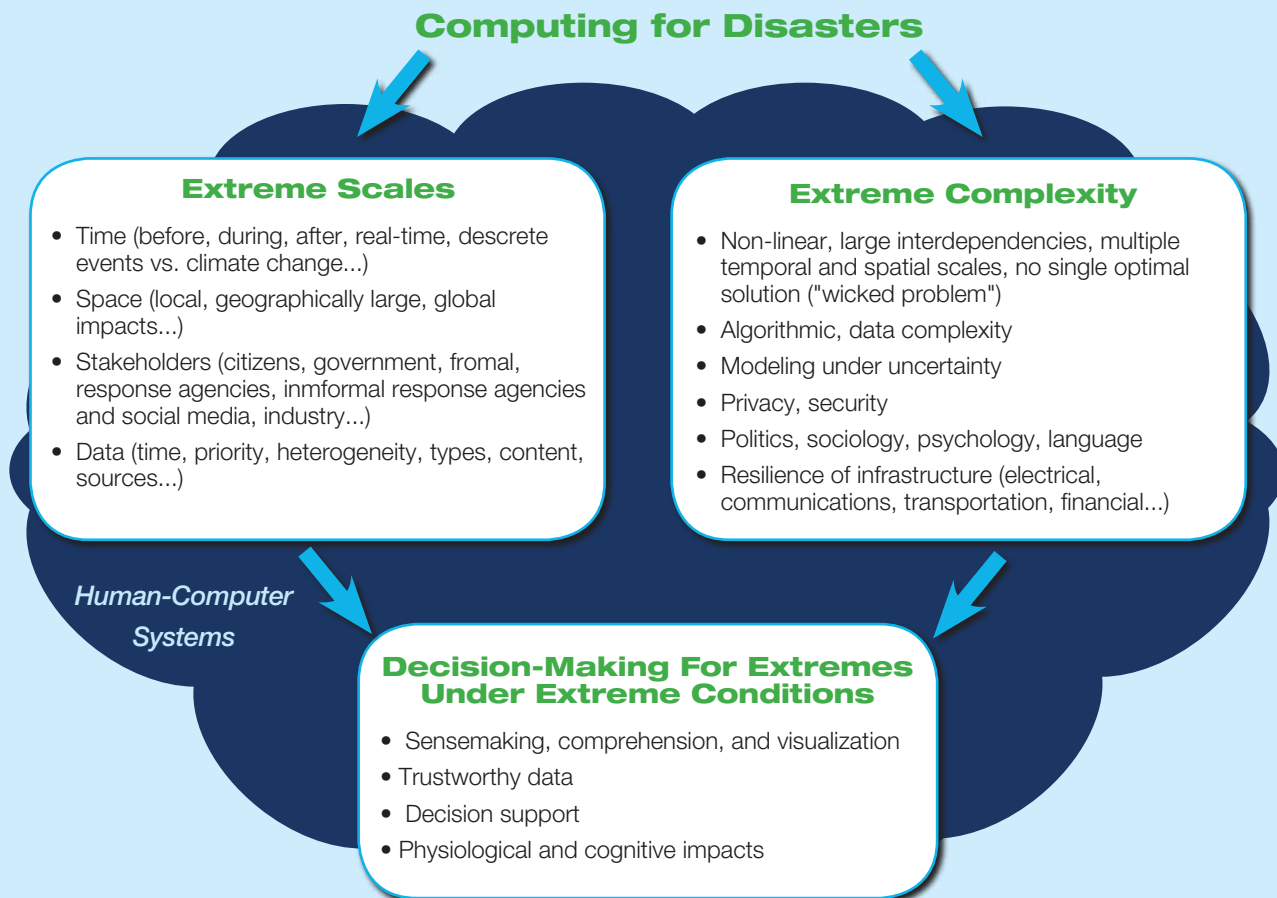 Computing for Disasters
Extreme Scales
• Time (before, during, after, real-time, descrete
events vs. climate change...)
• Space (local, geographically large, global
impacts...)
• Stakeholders (citizens, government, fromal,
response agencies, inmformal response agencies
and social media, industry...)
• Data (time, priority, heterogeneity, types, content,
sources...)
Extreme Complexity
• Non-linear, large interdependencies, multiple
temporal and spatial scales, no single optimal
solution ("wicked problem")
• Algorithmic, data complexity
• Modeling under uncertainty
• Privacy, security
• Politics, sociology, psychology, language
• Resilience of infrastructure (electrical,
communications, transportation, financial...)
Human-Computer
Systems
Decision-Making For Extremes
Under Extreme Conditions
• Sensemaking, comprehension, and visualization
• Trustworthy data
• Decision support
• Physiological and cognitive impacts